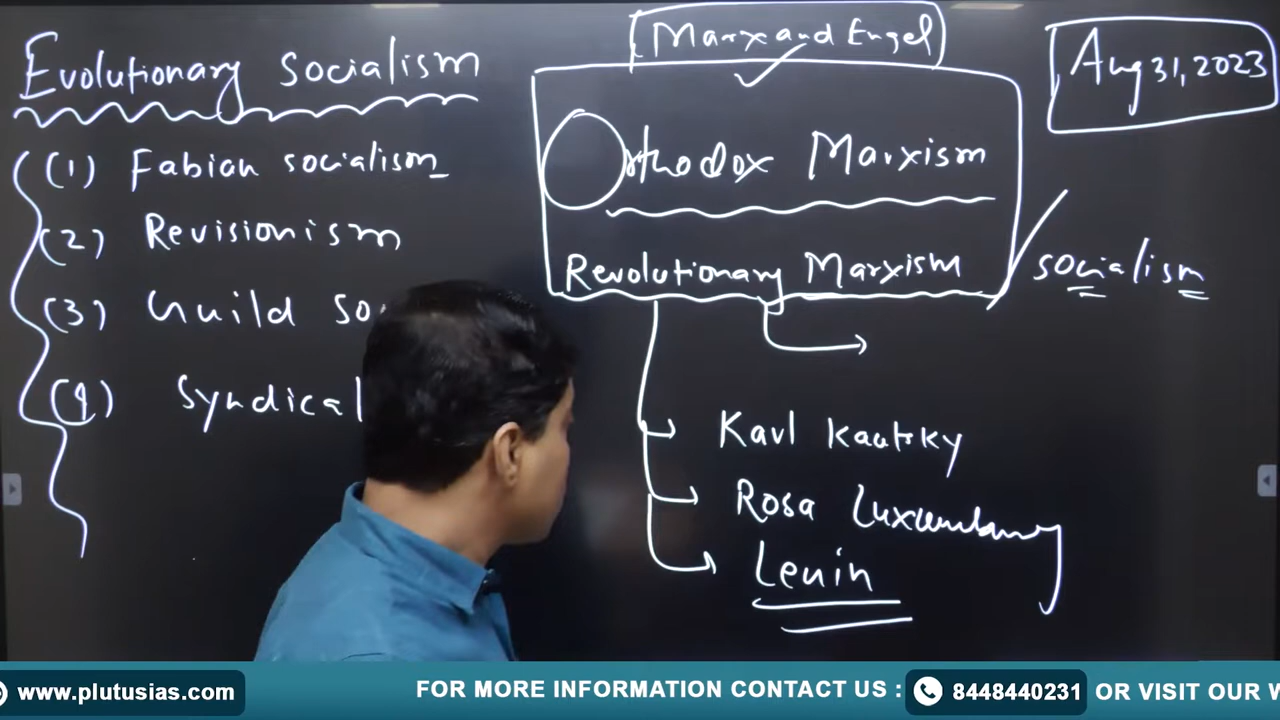 Evolutionary socialism
(1) Fabian socialism
(2) Revisionism
(3) Guild so
(4) Syndical
Marx and Engel
Aug 31, 2023
Orthodox Marxism
Revolutionary Marxism
socialism
Karl Kautsky
Rosa
Lenin
www.plutusias.com
FOR MORE INFORMATION CONTACT US :
8448440231
OR VISIT OUR W